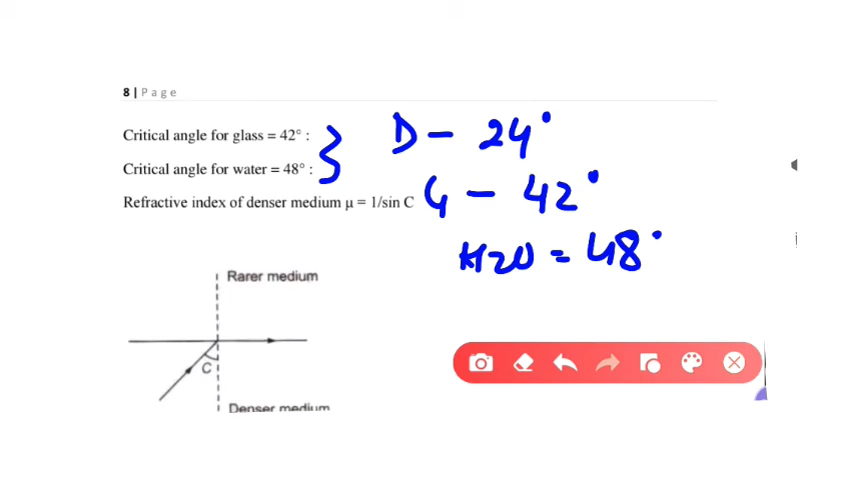 8 | Page
Critical angle for glass = 42° :
Critical angle for water = 48° :
Refractive index of denser medium μ = 1/sin C
D - 24°
G - 42°
H2O = 48°
Rarer medium
C
Denser medium